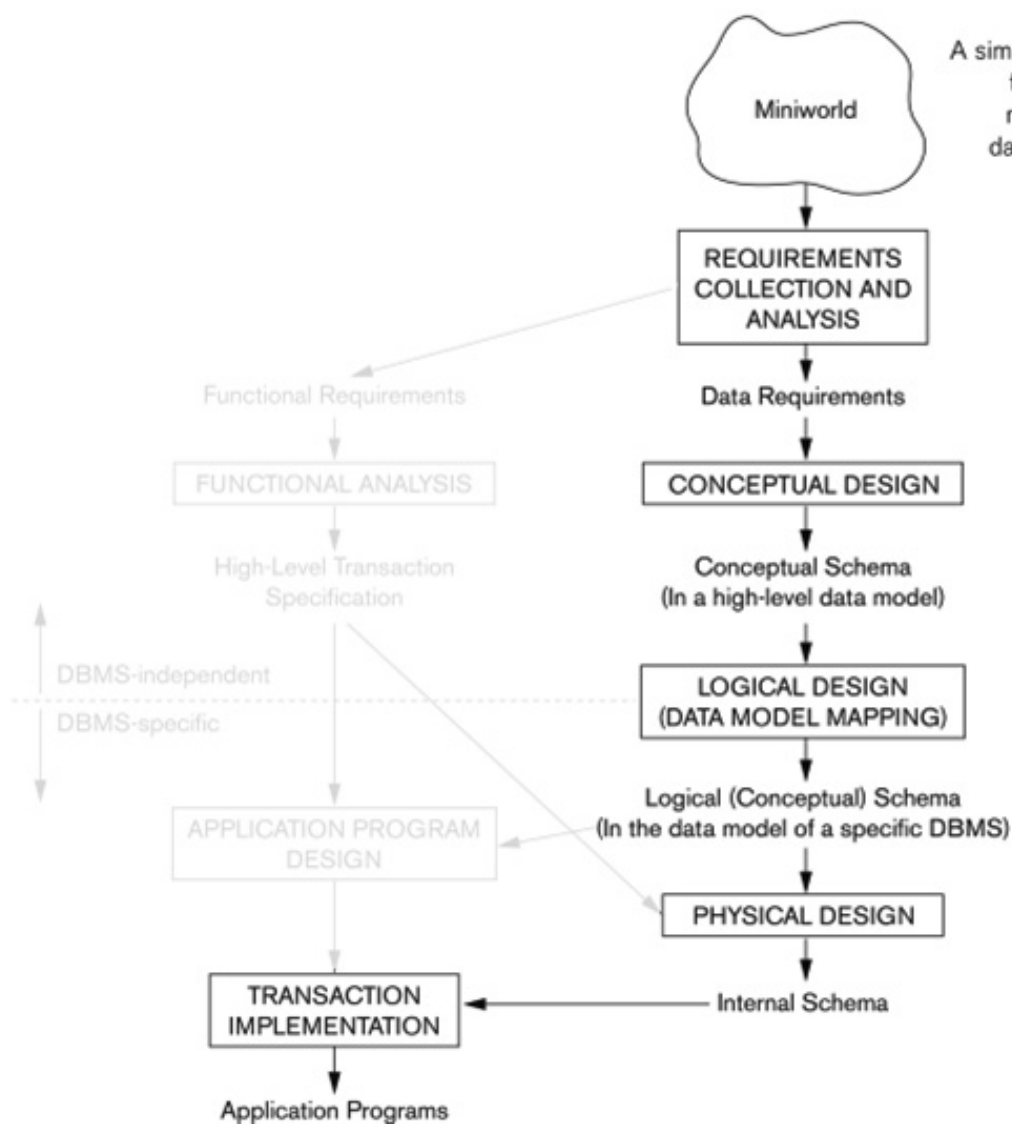 A sim
t
Miniworld
r
da
REQUIREMENTS
COLLECTION AND
ANALYSIS
Functional Requirements
Data Requirements
FUNCTIONAL ANALYSIS
CONCEPTUAL DESIGN
High-Level Transaction
Specification
Conceptual Schema
(In a high-level data model)
DBMS-independent
LOGICAL DESIGN
(DATA MODEL MAPPING)
DBMS-specific
Logical (Conceptual) Schema
(In the data model of a specific DBMS)
APPLICATION PROGRAM
DESIGN
PHYSICAL DESIGN
TRANSACTION
IMPLEMENTATION
Internal Schema
Application Programs